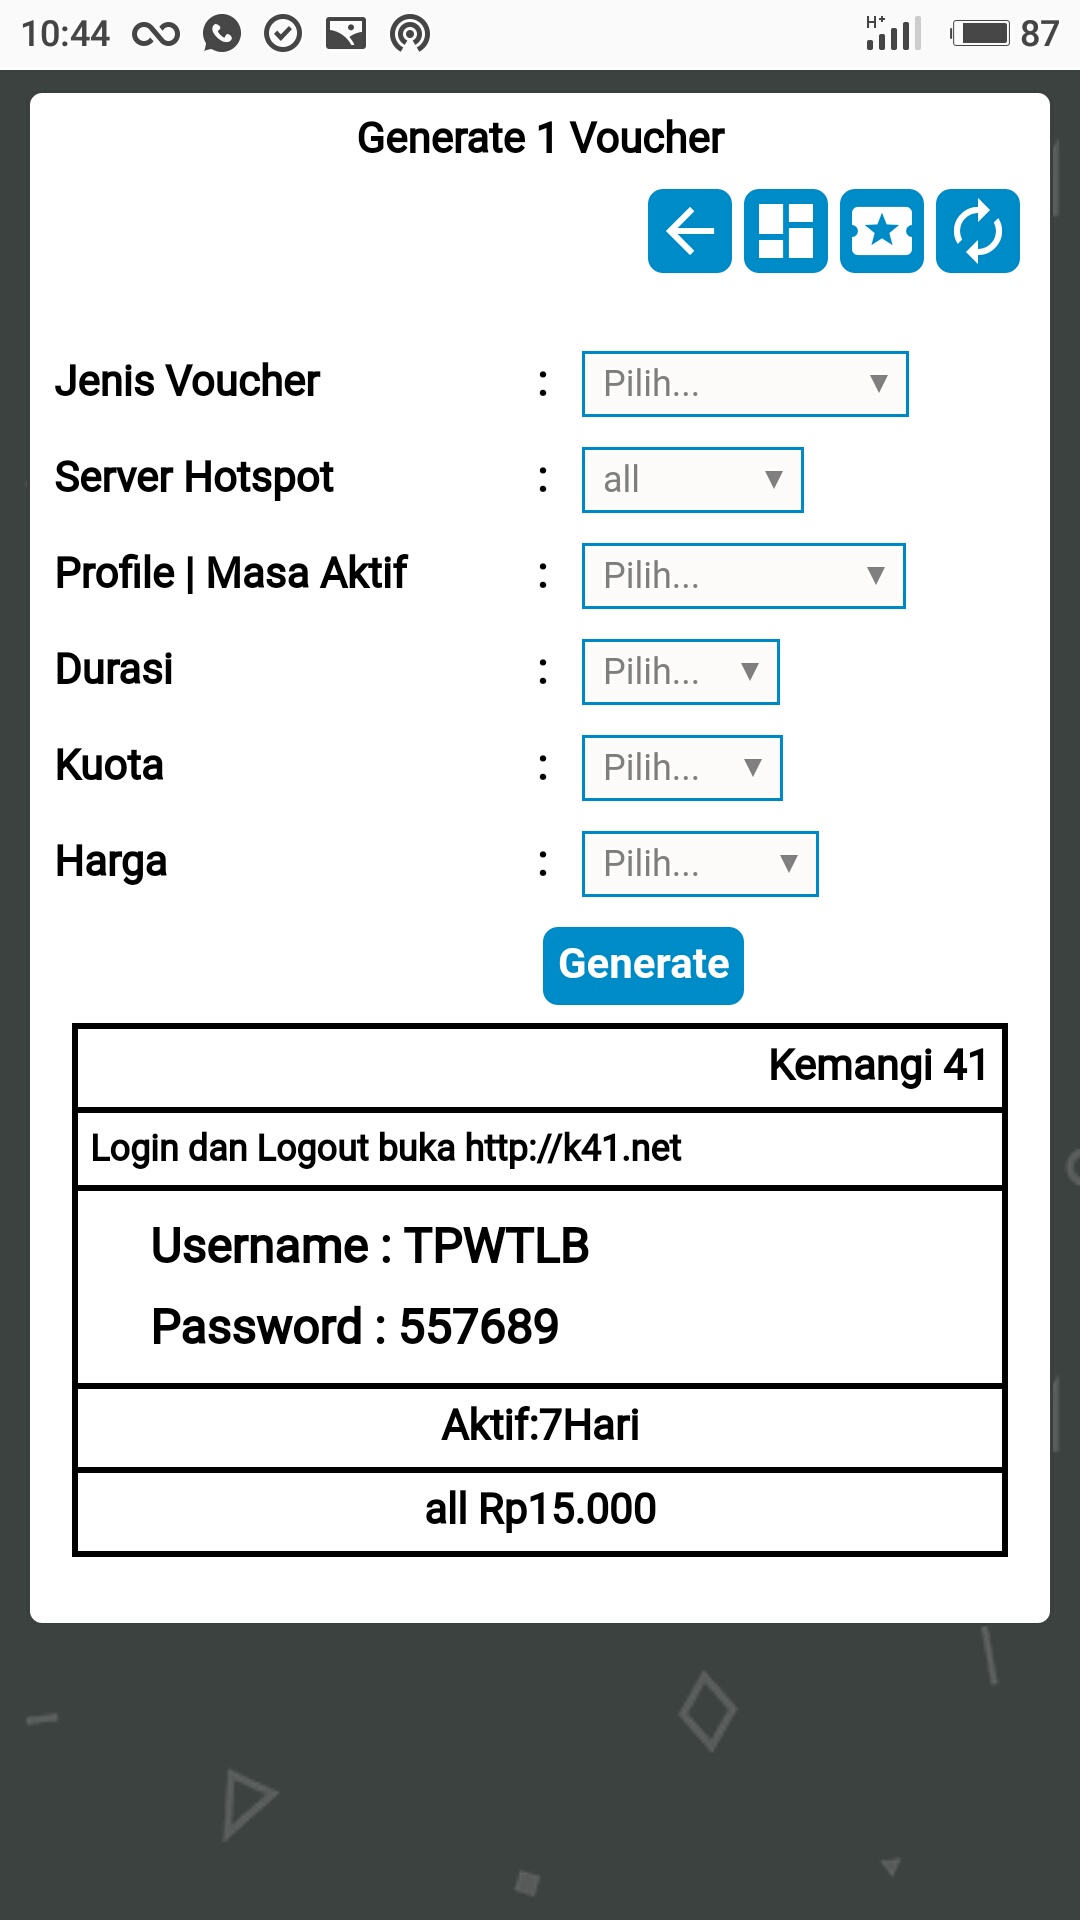 10:44 H+ 87
Generate 1 Voucher
Jenis Voucher : Pilih...
Server Hotspot : all
Profile | Masa Aktif : Pilih...
Durasi : Pilih...
Kuota : Pilih...
Harga : Pilih...
Generate
Kemangi 41
Login dan Logout buka http://k41.net
Username : TPWTLB
Password : 557689
Aktif:7Hari
all Rp15.000